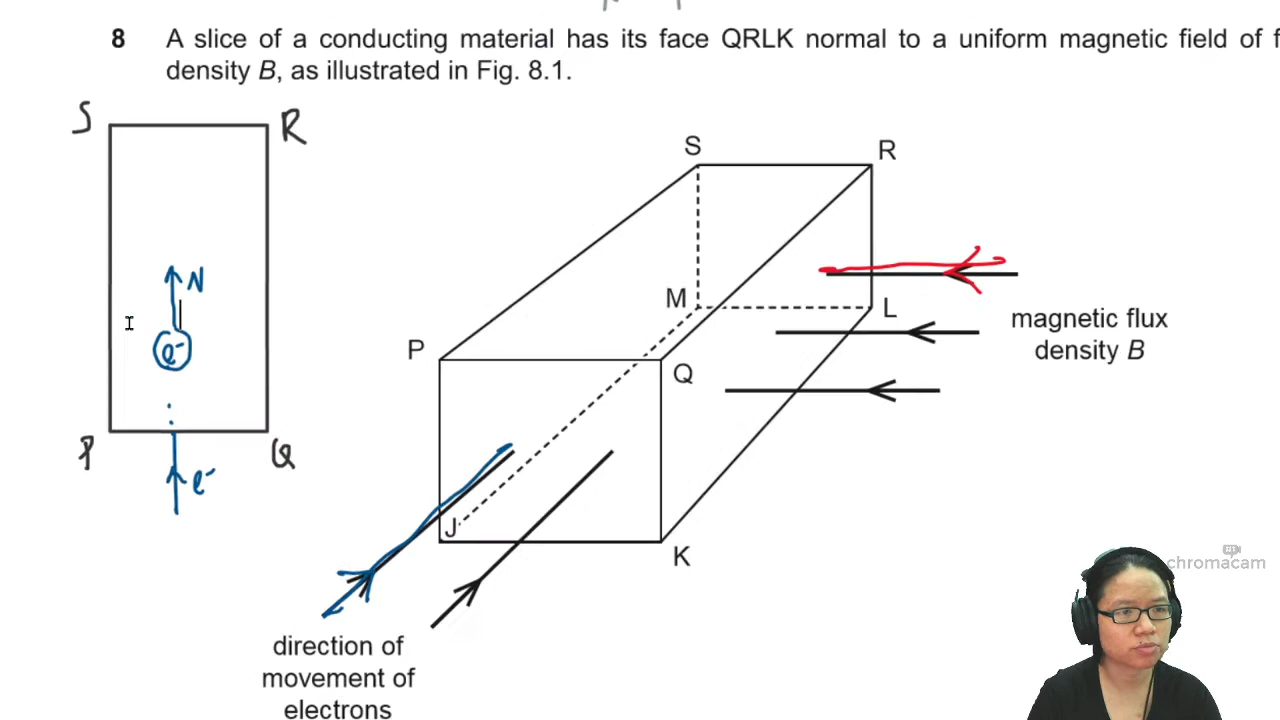 8 A slice of a conducting material has its face QRLK normal to a uniform magnetic field of f
density B, as illustrated in Fig. 8.1.
S
R
S
R
N
e-
M
L
magnetic flux
density B
P
Q
P
Q
e-
J
K
chromacam
direction of
movement of
electrons